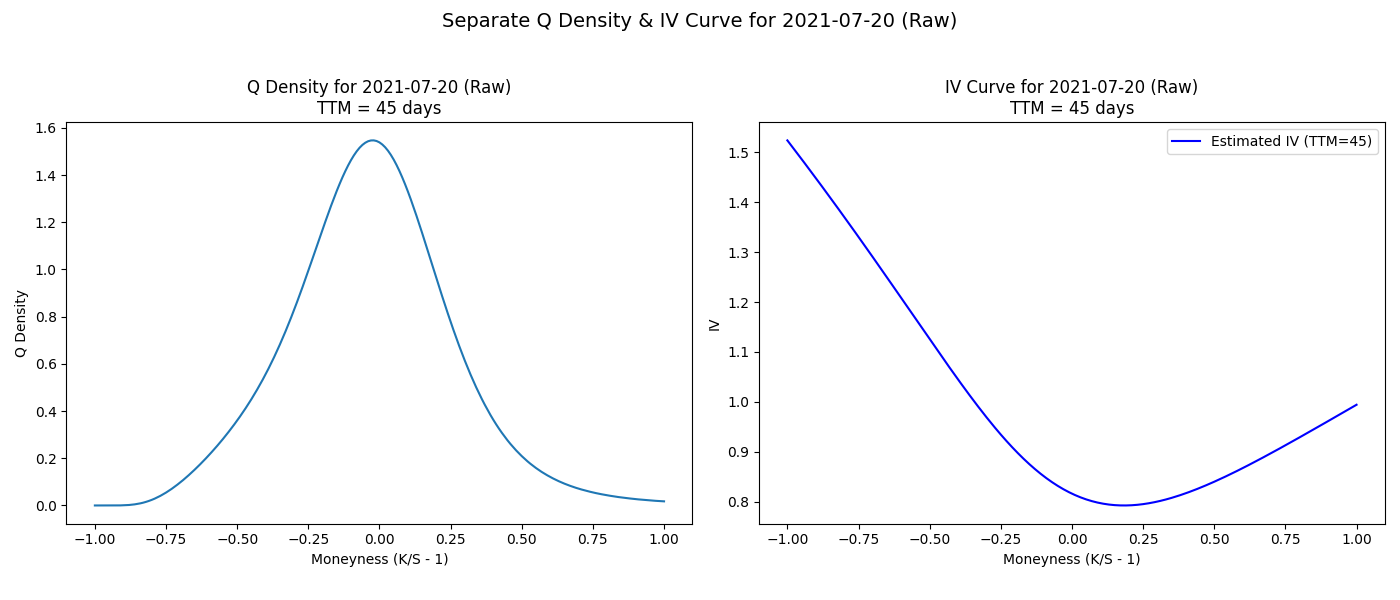 Separate Q Density & IV Curve for 2021-07-20 (Raw)
Q Density for 2021-07-20 (Raw)
TTM = 45 days
1.6
1.4
1.2
1.0
0.8
0.6
0.4
0.2
0.0
Q Density
−1.00 −0.75 −0.50 −0.25 0.00 0.25 0.50 0.75 1.00
Moneyness (K/S - 1)
IV Curve for 2021-07-20 (Raw)
TTM = 45 days
Estimated IV (TTM=45)
1.5
1.4
1.3
1.2
1.1
1.0
0.9
0.8
IV
−1.00 −0.75 −0.50 −0.25 0.00 0.25 0.50 0.75 1.00
Moneyness (K/S - 1)